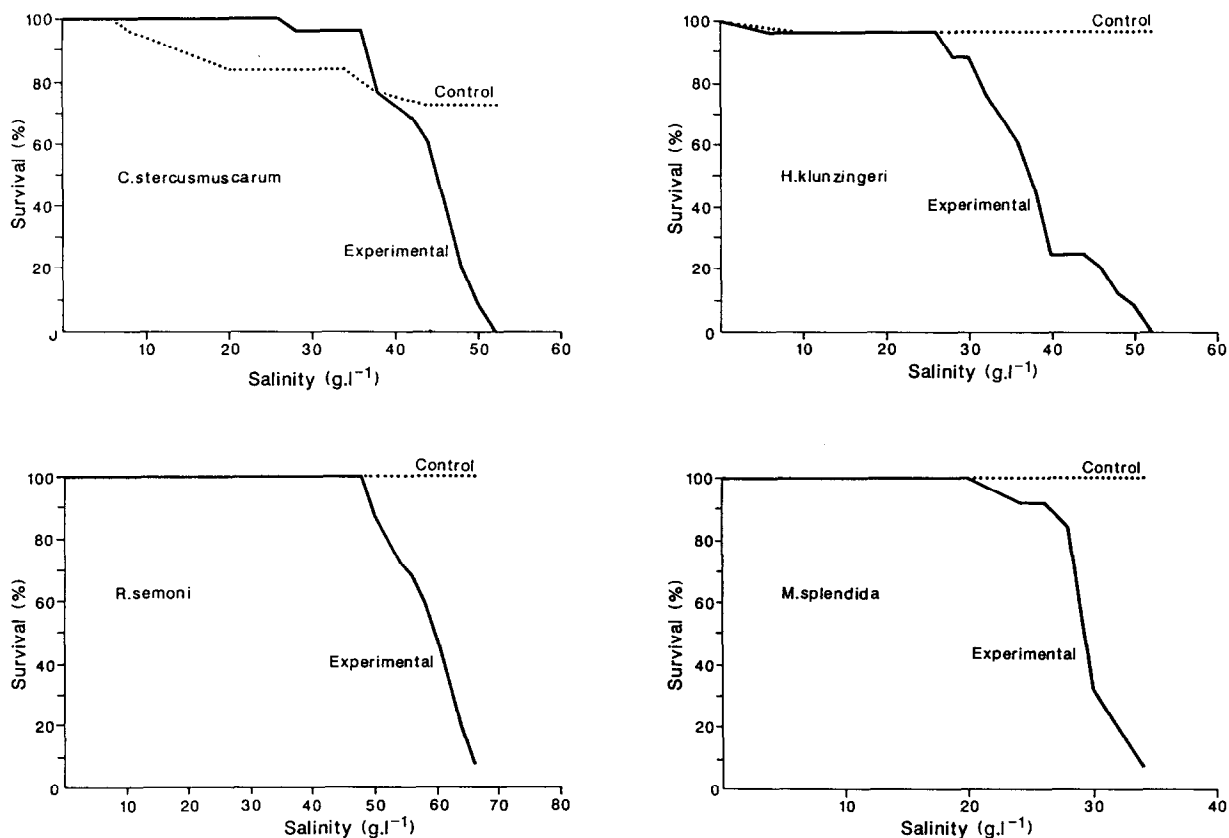 100
80
60
40
20
J
Survival (%)
Control
C.stercusmuscarum
Experimental
10 20 30 40 50 60
Salinity (g.l⁻¹)
100
80
60
40
20
0
Survival (%)
Control
H.klunzingeri
Experimental
10 20 30 40 50 60
Salinity (g.l⁻¹)
100
80
60
40
20
0
Survival (%)
Control
R.semoni
Experimental
10 20 30 40 50 60 70 80
Salinity (g.l⁻¹)
100
80
60
40
20
0
Survival (%)
Control
M.splendida
Experimental
10 20 30 40
Salinity (g.l⁻¹)